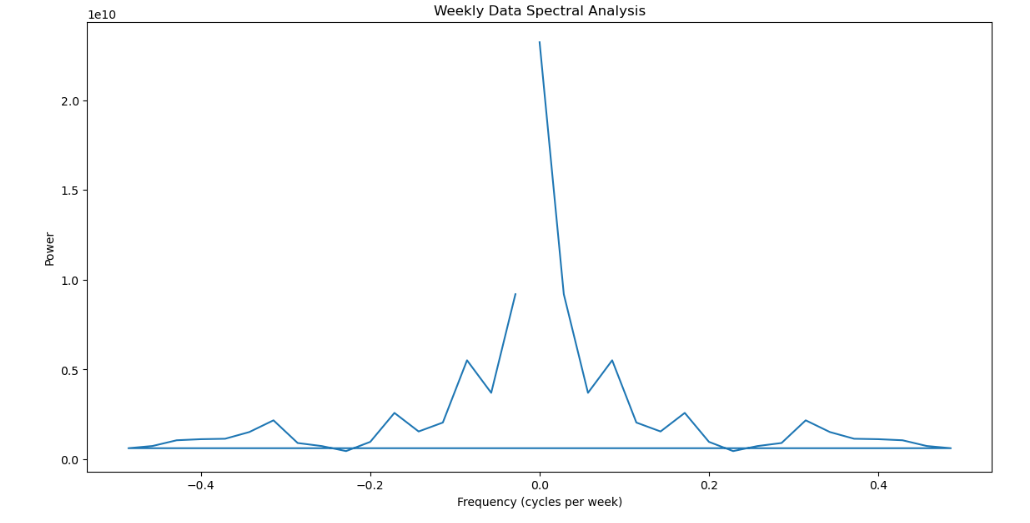 Weekly Data Spectral Analysis
1e10
2.0
1.5
1.0
0.5
0.0
Power
−0.4 −0.2 0.0 0.2 0.4
Frequency (cycles per week)